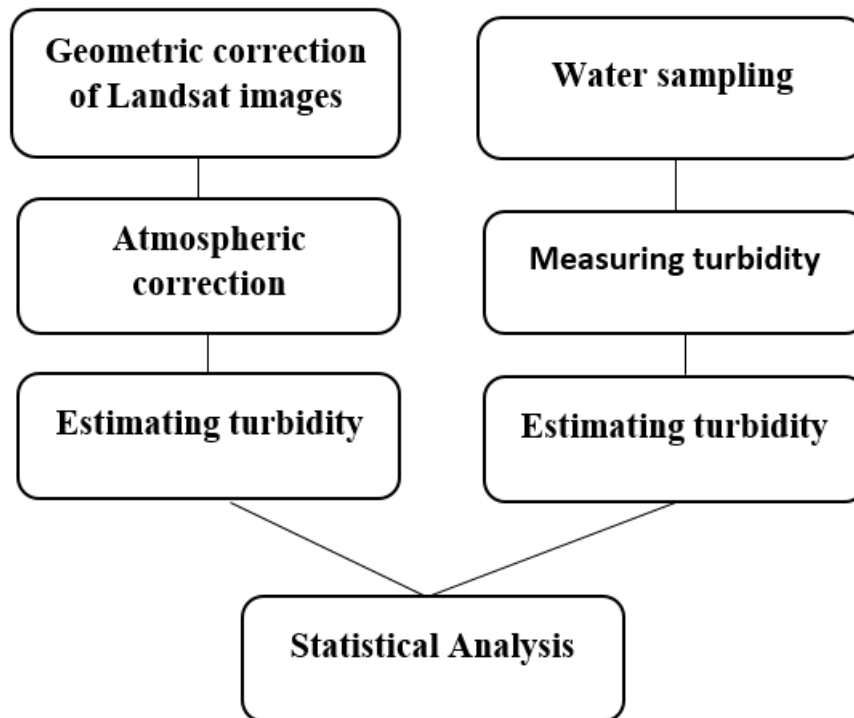 Geometric correction
of Landsat images
Atmospheric
correction
Estimating turbidity
Water sampling
Measuring turbidity
Estimating turbidity
Statistical Analysis